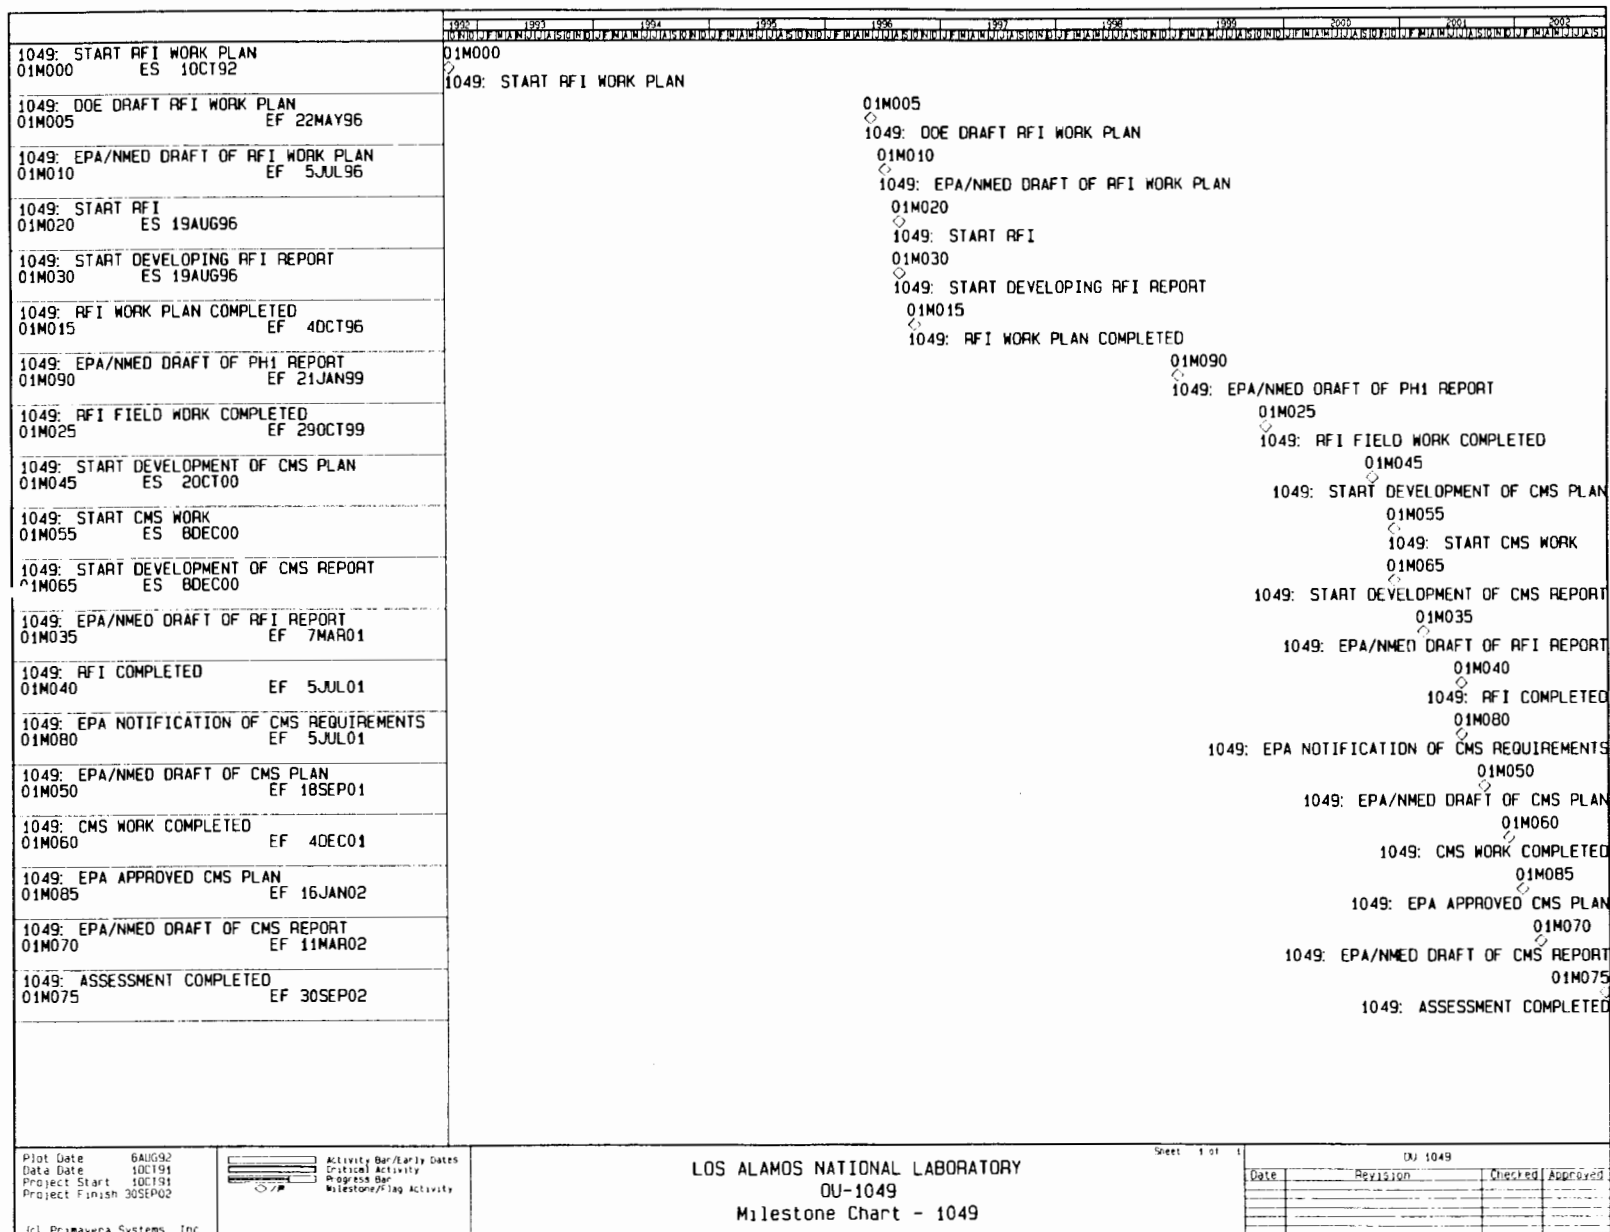 1992 1993 1994 1995 1996 1997 1998 1999 2000 2001 2002
1049: START RFI WORK PLAN
01M000 ES 1OCT92
01M000
1049: START RFI WORK PLAN
1049: DOE DRAFT RFI WORK PLAN
01M005 EF 22MAY96
01M005
1049: DOE DRAFT RFI WORK PLAN
1049: EPA/NMED DRAFT OF RFI WORK PLAN
01M010 EF 5JUL96
01M010
1049: EPA/NMED DRAFT OF RFI WORK PLAN
1049: START RFI
01M020 ES 19AUG96
01M020
1049: START RFI
1049: START DEVELOPING RFI REPORT
01M030 ES 19AUG96
01M030
1049: START DEVELOPING RFI REPORT
1049: RFI WORK PLAN COMPLETED
01M015 EF 4OCT96
01M015
1049: RFI WORK PLAN COMPLETED
1049: EPA/NMED DRAFT OF PH1 REPORT
01M090 EF 21JAN99
01M090
1049: EPA/NMED DRAFT OF PH1 REPORT
1049: RFI FIELD WORK COMPLETED
01M025 EF 29OCT99
01M025
1049: RFI FIELD WORK COMPLETED
1049: START DEVELOPMENT OF CMS PLAN
01M045 ES 2OCT00
01M045
1049: START DEVELOPMENT OF CMS PLAN
1049: START CMS WORK
01M055 ES 8DEC00
01M055
1049: START CMS WORK
1049: START DEVELOPMENT OF CMS REPORT
01M065 ES 8DEC00
01M065
1049: START DEVELOPMENT OF CMS REPORT
1049: EPA/NMED DRAFT OF RFI REPORT
01M035 EF 7MAR01
01M035
1049: EPA/NMED DRAFT OF RFI REPORT
1049: RFI COMPLETED
01M040 EF 5JUL01
01M040
1049: RFI COMPLETED
1049: EPA NOTIFICATION OF CMS REQUIREMENTS
01M080 EF 5JUL01
01M080
1049: EPA NOTIFICATION OF CMS REQUIREMENTS
1049: EPA/NMED DRAFT OF CMS PLAN
01M050 EF 18SEP01
01M050
1049: EPA/NMED DRAFT OF CMS PLAN
1049: CMS WORK COMPLETED
01M060 EF 4DEC01
01M060
1049: CMS WORK COMPLETED
1049: EPA APPROVED CMS PLAN
01M085 EF 16JAN02
01M085
1049: EPA APPROVED CMS PLAN
1049: EPA/NMED DRAFT OF CMS REPORT
01M070 EF 11MAR02
01M070
1049: EPA/NMED DRAFT OF CMS REPORT
1049: ASSESSMENT COMPLETED
01M075 EF 30SEP02
01M075
1049: ASSESSMENT COMPLETED
Plot Date 6AUG92
Data Date 1OCT91
Project Start 1OCT91
Project Finish 30SEP02
(c) Primavera Systems, Inc.
Activity Bar/Early Dates
Critical Activity
Progress Bar
Milestone/Flag Activity
LOS ALAMOS NATIONAL LABORATORY
OU-1049
Milestone Chart - 1049
Sheet 1 of 1
OU 1049
Date Revision Checked Approved